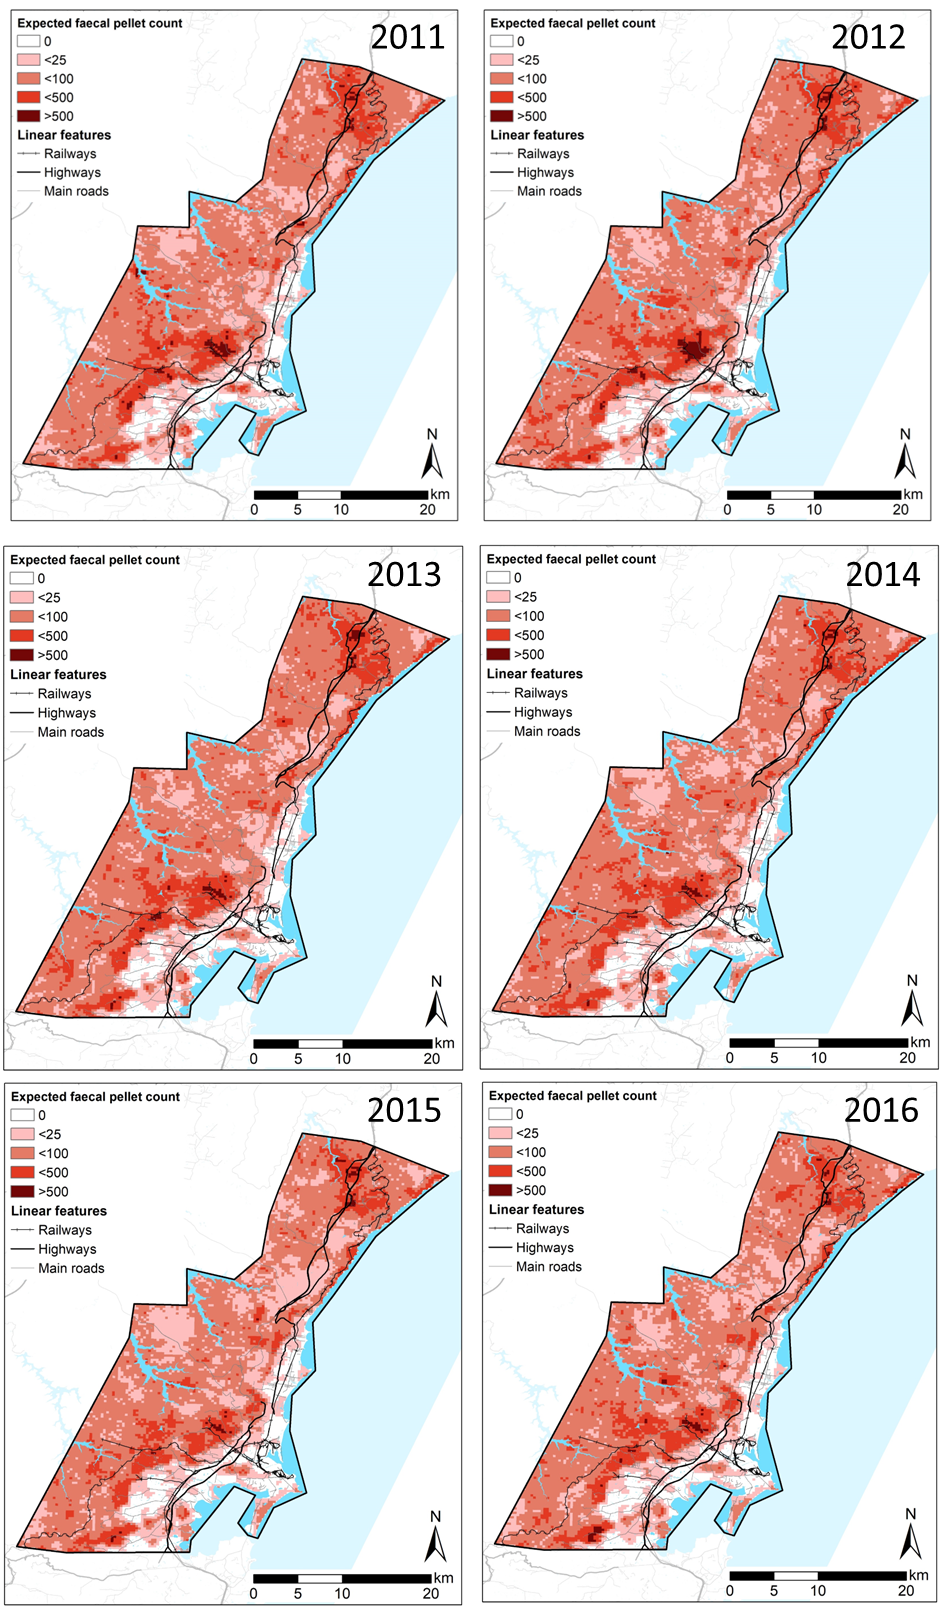 Expected faecal pellet count
2011
0
<25
<100
<500
>500
Linear features
Railways
Highways
Main roads
N
km
0 5 10 20
Expected faecal pellet count
2012
0
<25
<100
<500
>500
Linear features
Railways
Highways
Main roads
N
km
0 5 10 20
Expected faecal pellet count
2013
0
<25
<100
<500
>500
Linear features
Railways
Highways
Main roads
N
km
0 5 10 20
Expected faecal pellet count
2014
0
<25
<100
<500
>500
Linear features
Railways
Highways
Main roads
N
km
0 5 10 20
Expected faecal pellet count
2015
0
<25
<100
<500
>500
Linear features
Railways
Highways
Main roads
N
km
0 5 10 20
Expected faecal pellet count
2016
0
<25
<100
<500
>500
Linear features
Railways
Highways
Main roads
N
km
0 5 10 20